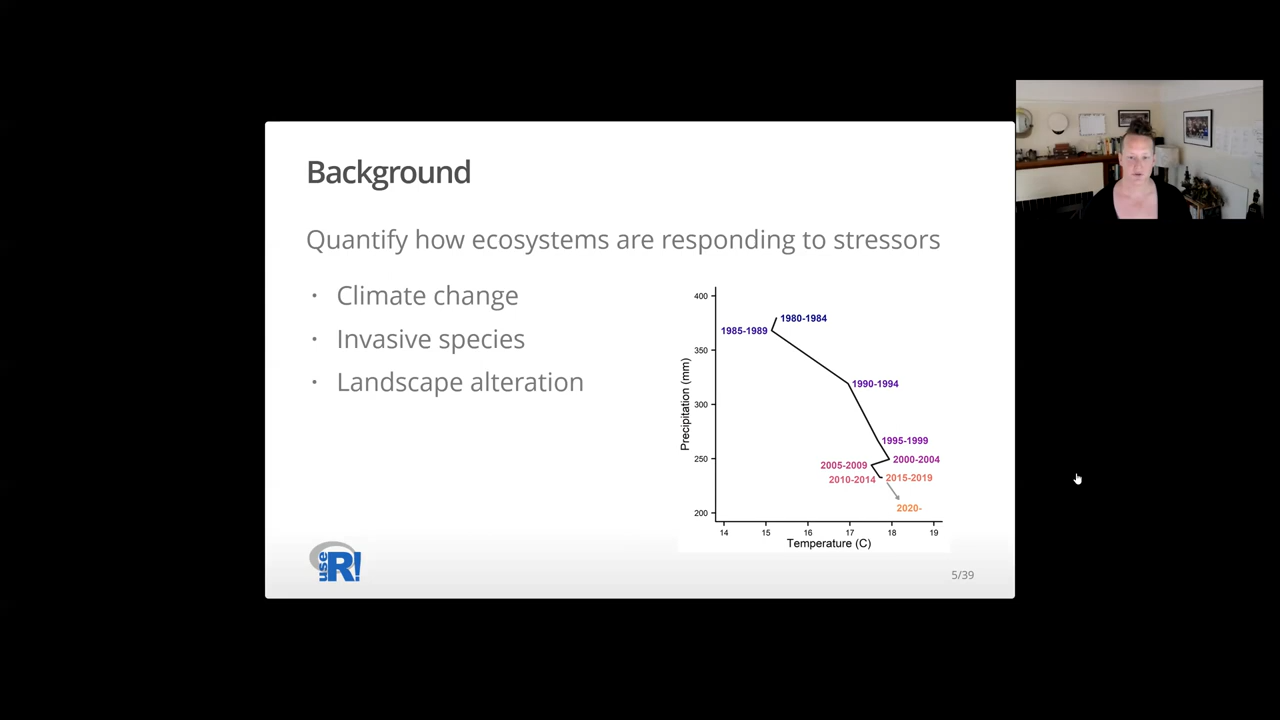 Background
Quantify how ecosystems are responding to stressors
· Climate change
· Invasive species
· Landscape alteration
400
350
300
250
200
Precipitation (mm)
1980-1984
1985-1989
1990-1994
1995-1999
2000-2004
2005-2009
2010-2014
2015-2019
2020-
14 15 16 17 18 19
Temperature (C)
useR!
5/39